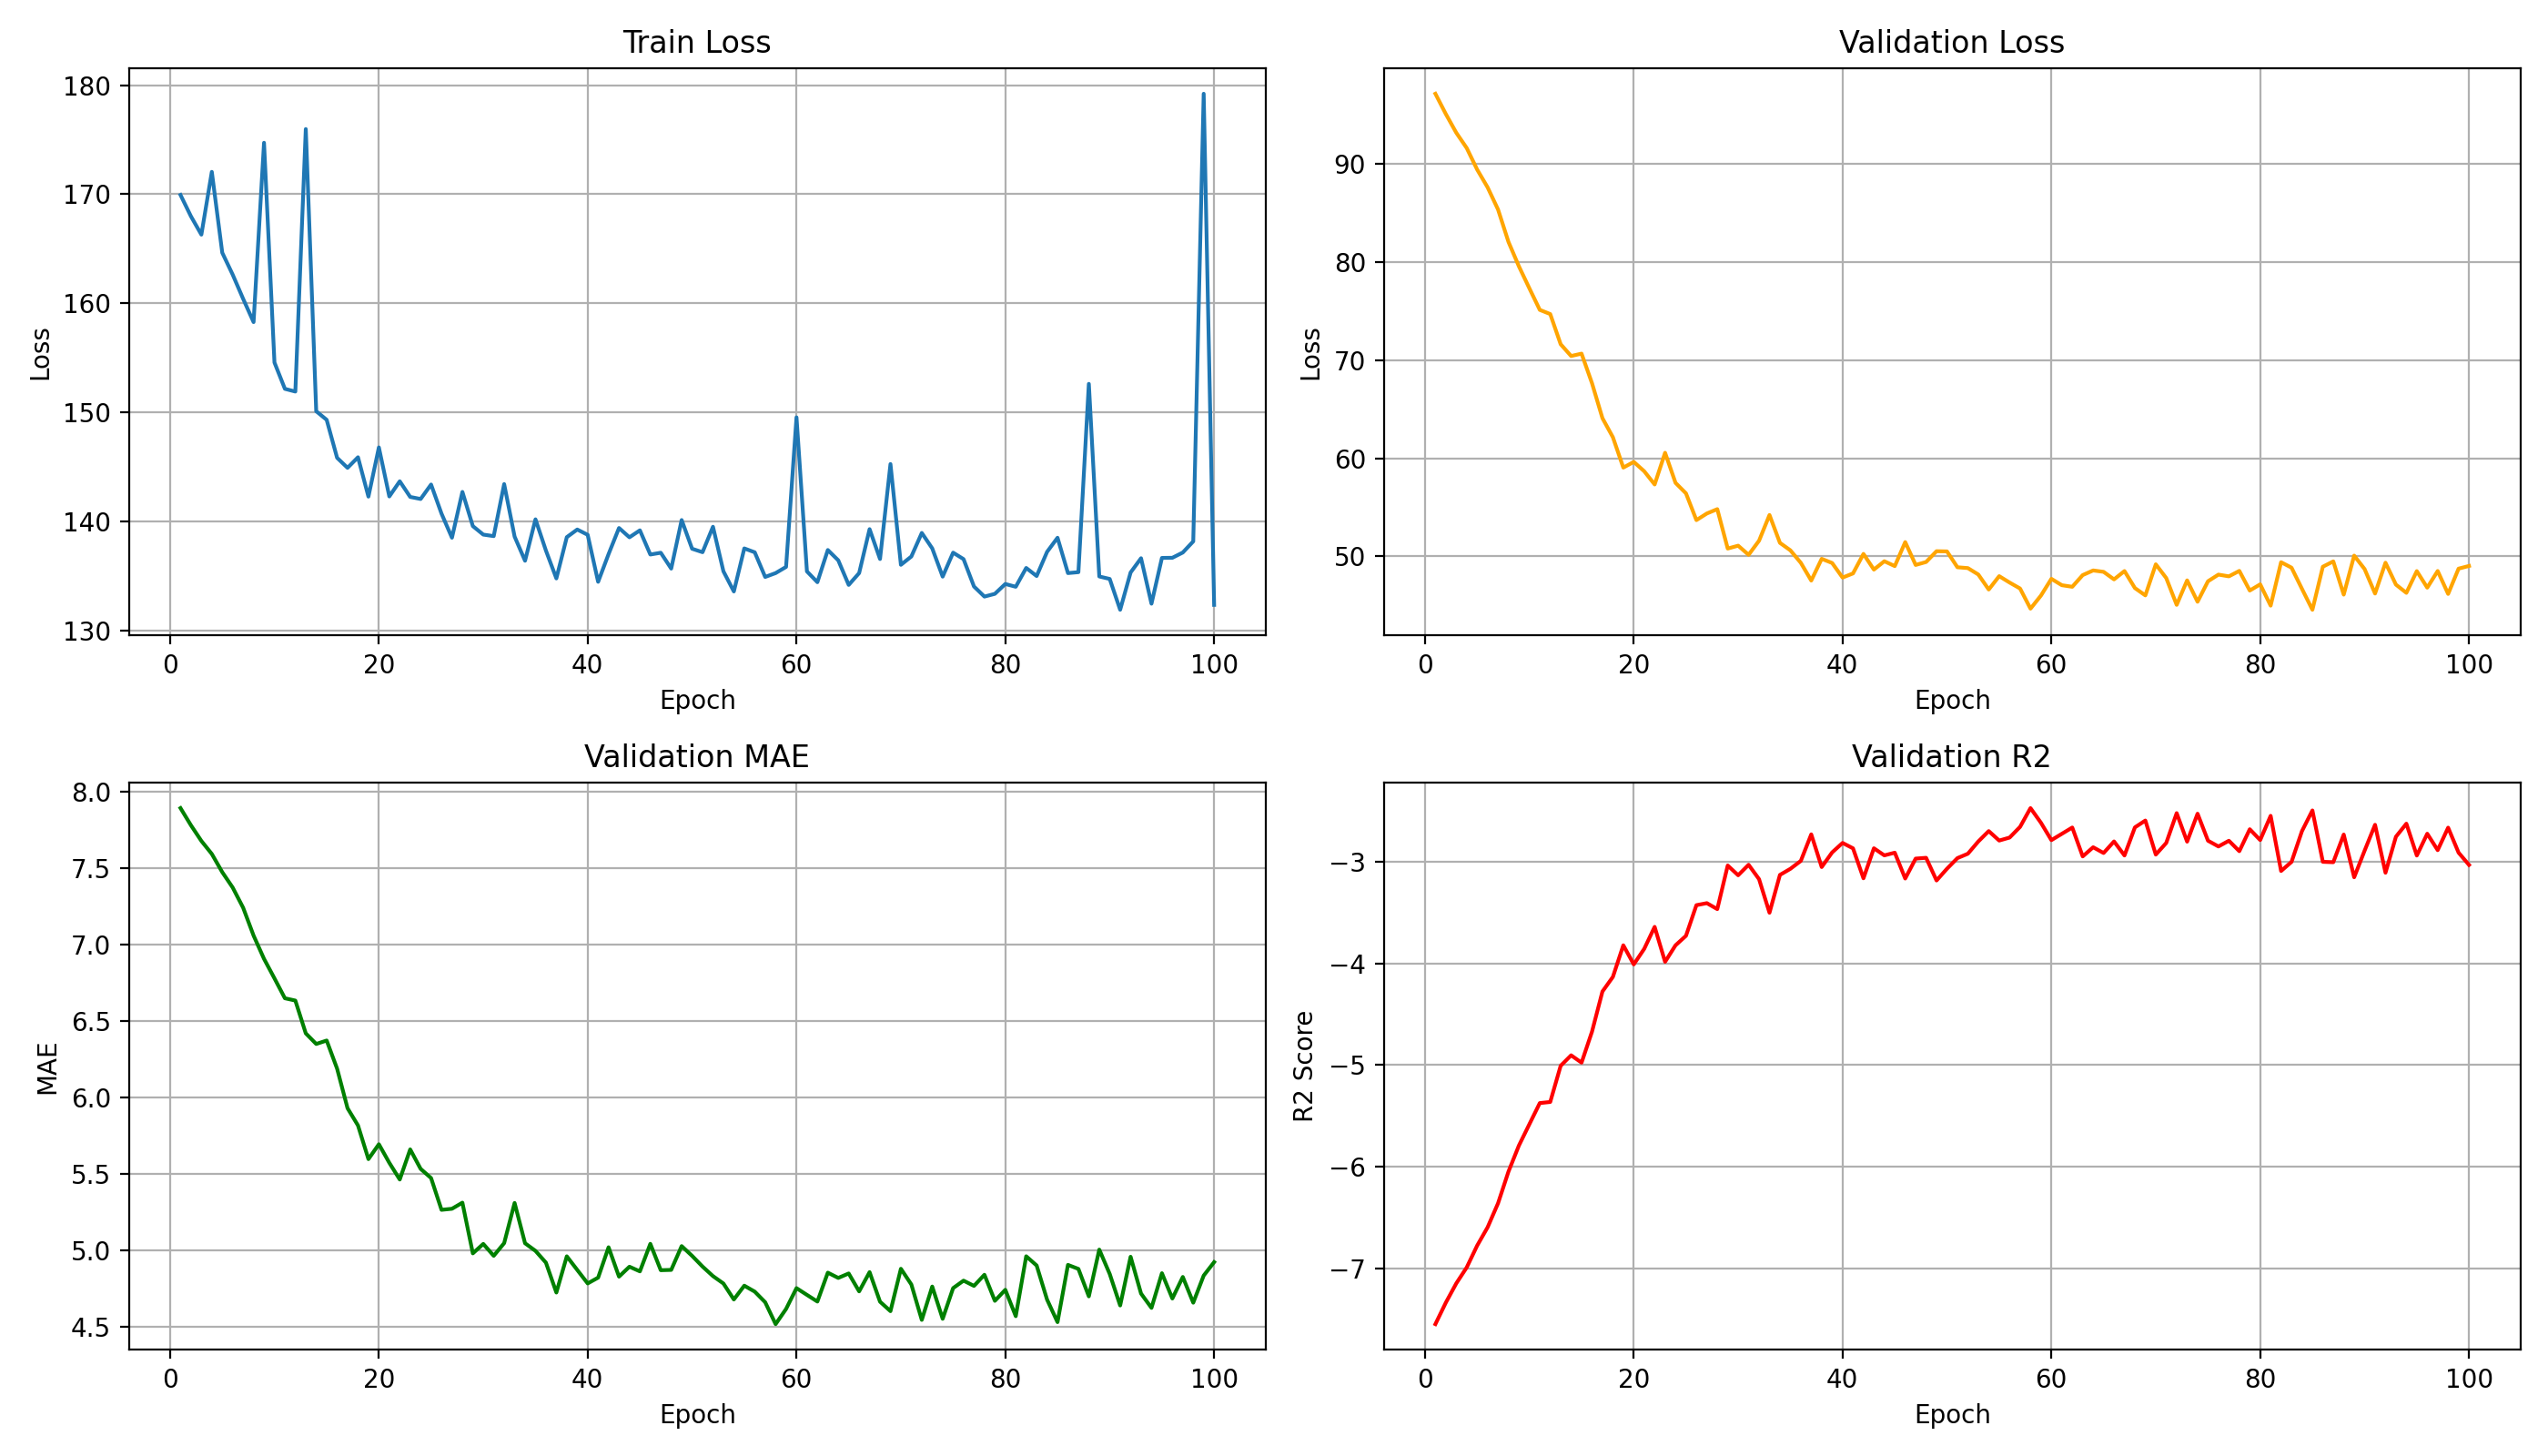 Train Loss
180
170
160
150
140
130
Loss
0 20 40 60 80 100
Epoch
Validation Loss
90
80
70
60
50
Loss
0 20 40 60 80 100
Epoch
Validation MAE
8.0
7.5
7.0
6.5
6.0
5.5
5.0
4.5
MAE
0 20 40 60 80 100
Epoch
Validation R2
−3
−4
−5
−6
−7
R2 Score
0 20 40 60 80 100
Epoch